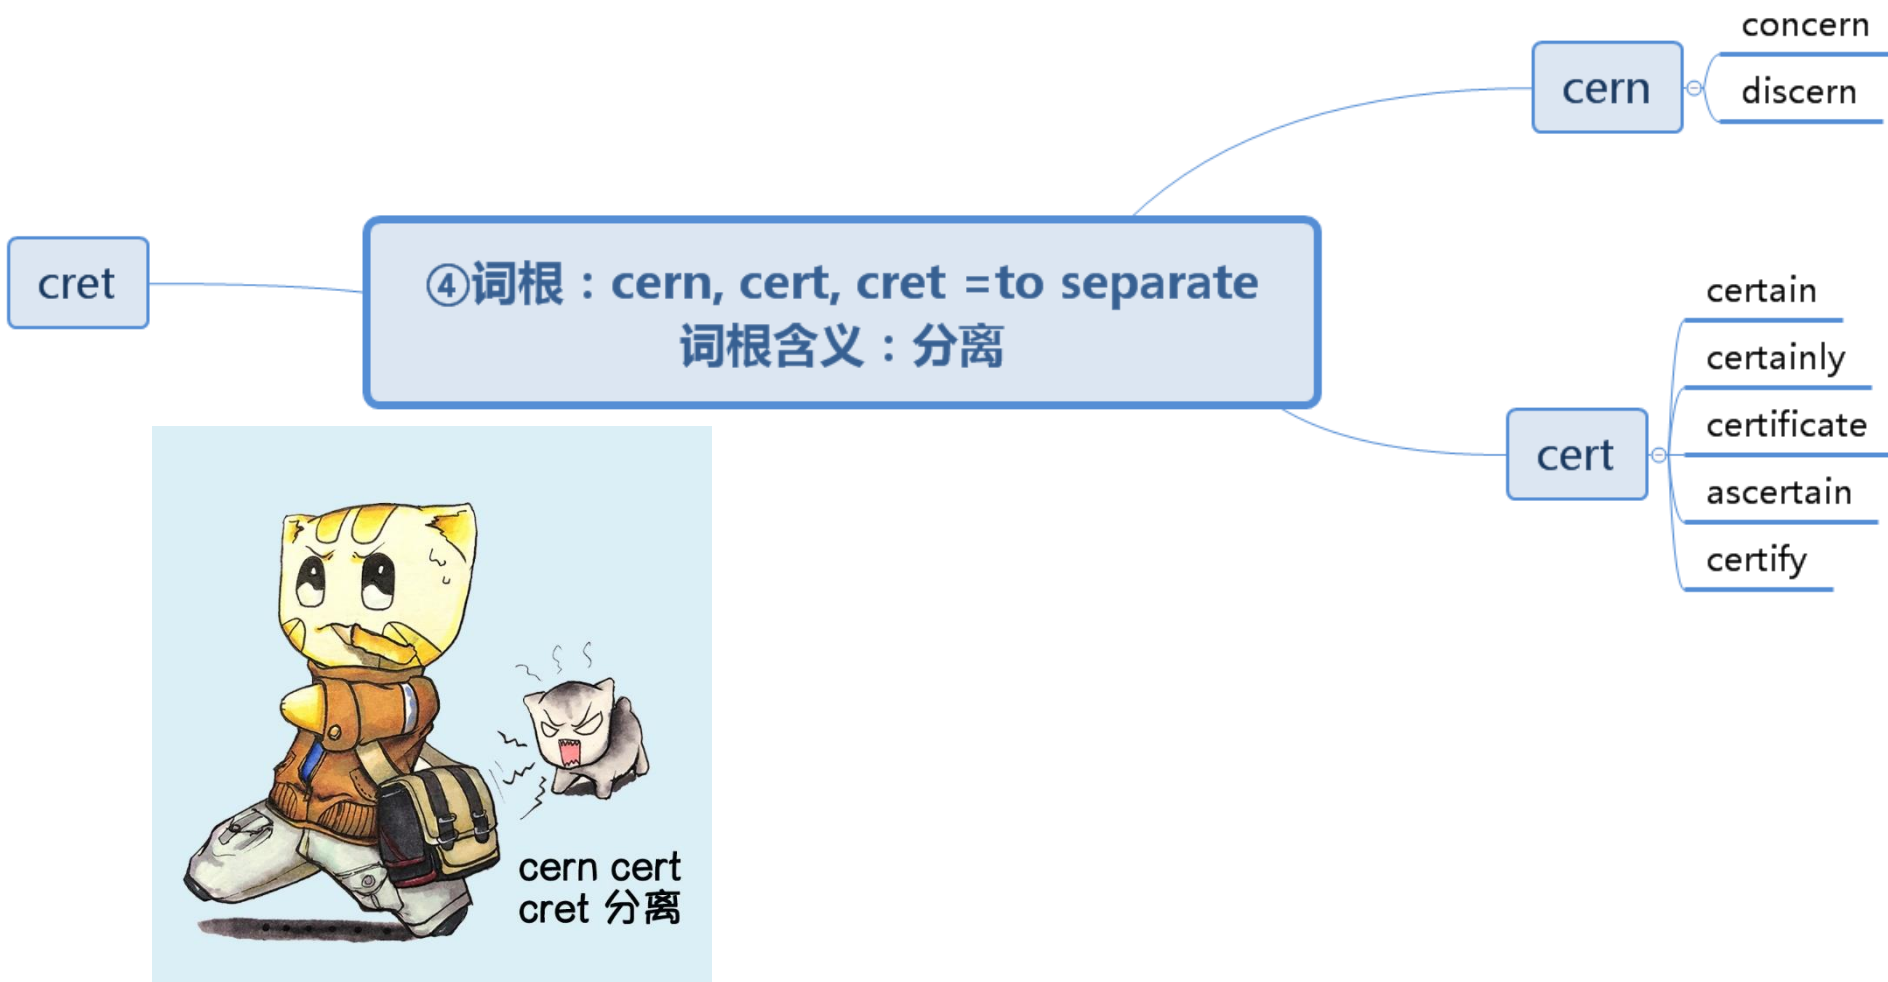 ④词根：cern, cert, cret =to separate
词根含义：分离
cret
cern
concern
discern
cert
certain
certainly
certificate
ascertain
certify
cern cert
cret 分离